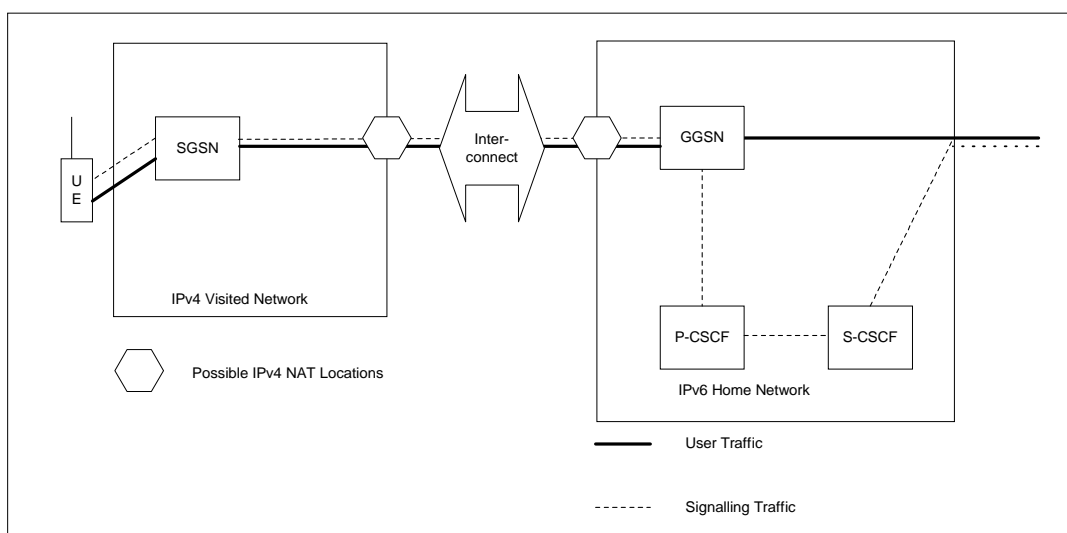 SGSN
Inter-
connect
GGSN
U
E
IPv4 Visited Network
P-CSCF
S-CSCF
Possible IPv4 NAT Locations
IPv6 Home Network
User Traffic
Signalling Traffic